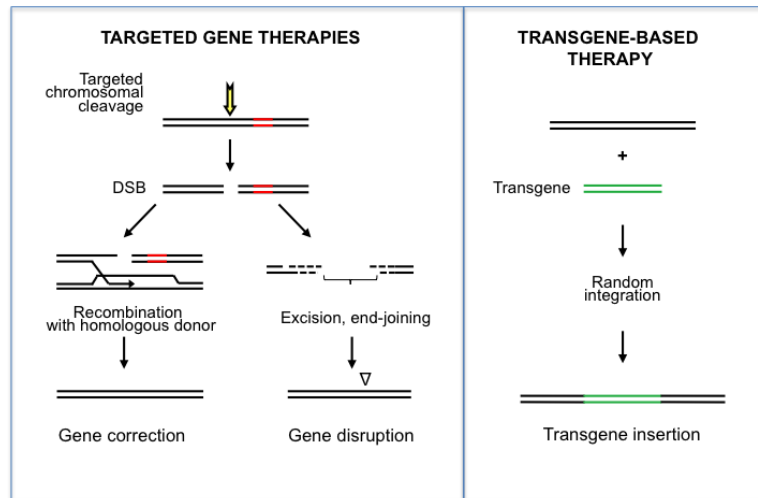 TARGETED GENE THERAPIES
Targeted
chromosomal
cleavage
DSB
Recombination
with homologous donor
Excision, end-joining
Gene correction
Gene disruption
TRANSGENE-BASED
THERAPY
+
Transgene
Random
integration
Transgene insertion